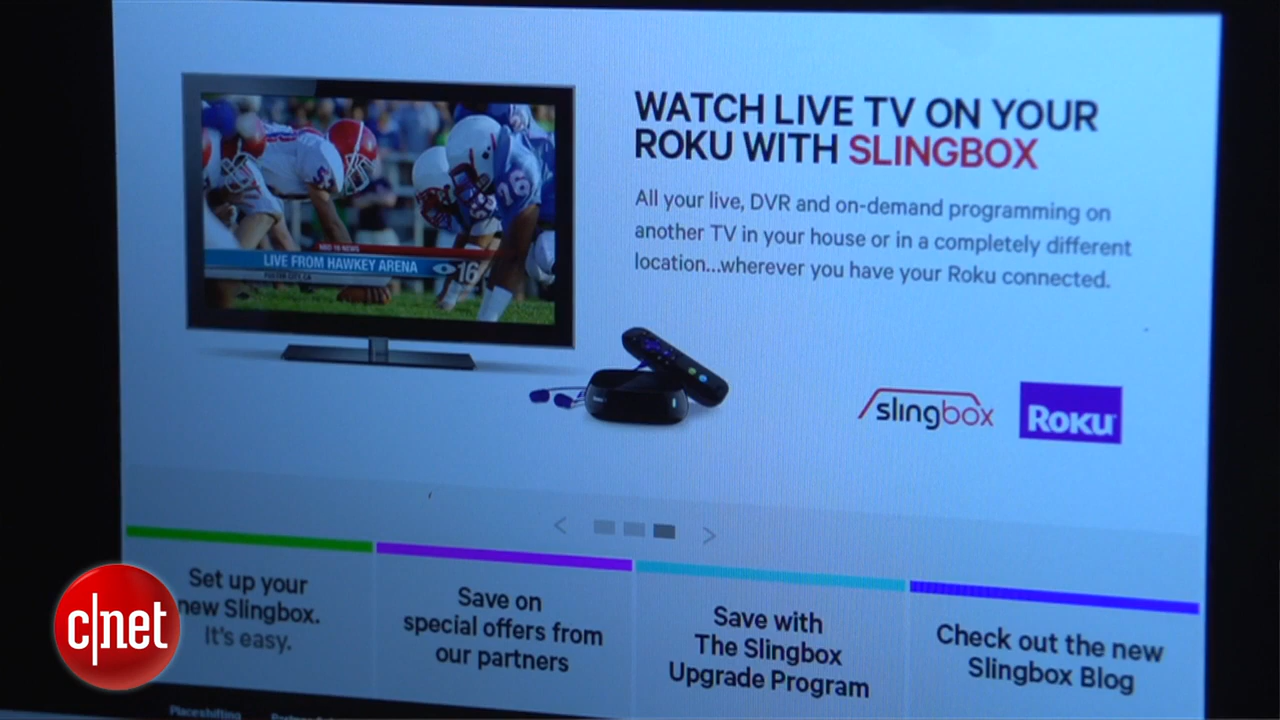 WATCH LIVE TV ON YOUR
ROKU WITH SLINGBOX
All your live, DVR and on-demand programming on
another TV in your house or in a completely different
location...wherever you have your Roku connected.
LIVE FROM HAWKEY ARENA
16
76
slingbox
ROKU
Set up your
new Slingbox.
It's easy.
Save on
special offers from
our partners
Save with
The Slingbox
Upgrade Program
Check out the new
Slingbox Blog
c|net
Placeshifting